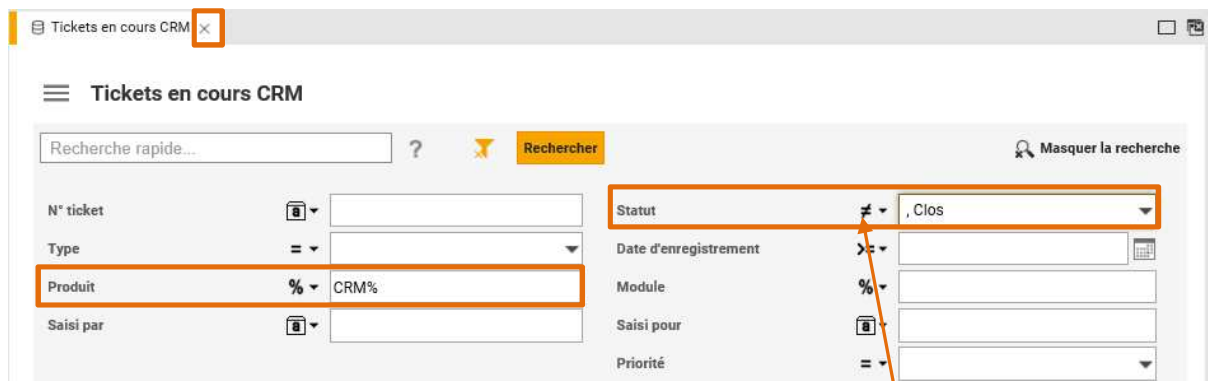 Tickets en cours CRM
Tickets en cours CRM
Recherche rapide... ? Rechercher Masquer la recherche
N° ticket a Statut ≠ , Clos
Type = Date d'enregistrement >=
Produit % CRM% Module %
Saisi par a Saisi pour a
Priorité =